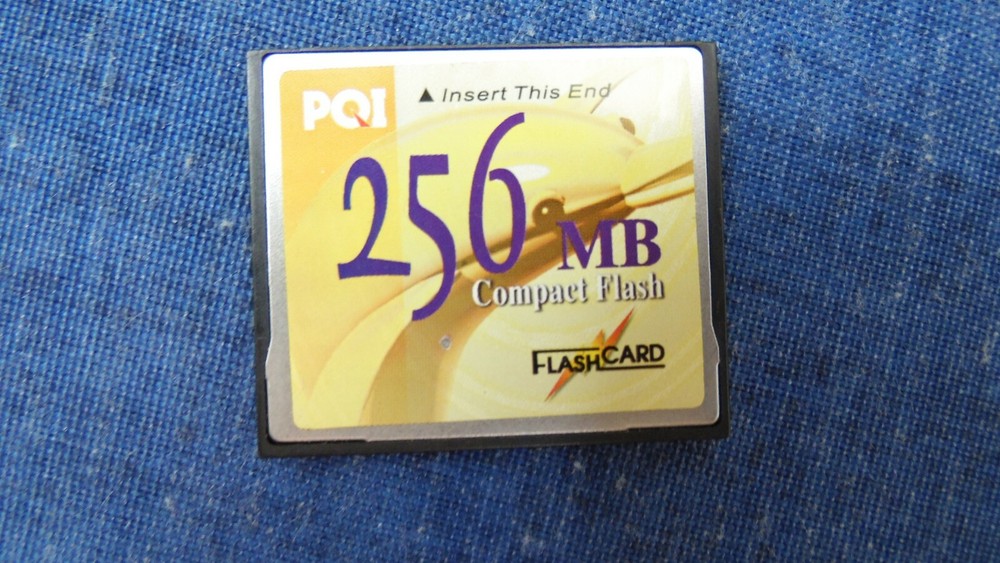 PQI
▲ Insert This End
256 MB
Compact Flash
FLASHCARD